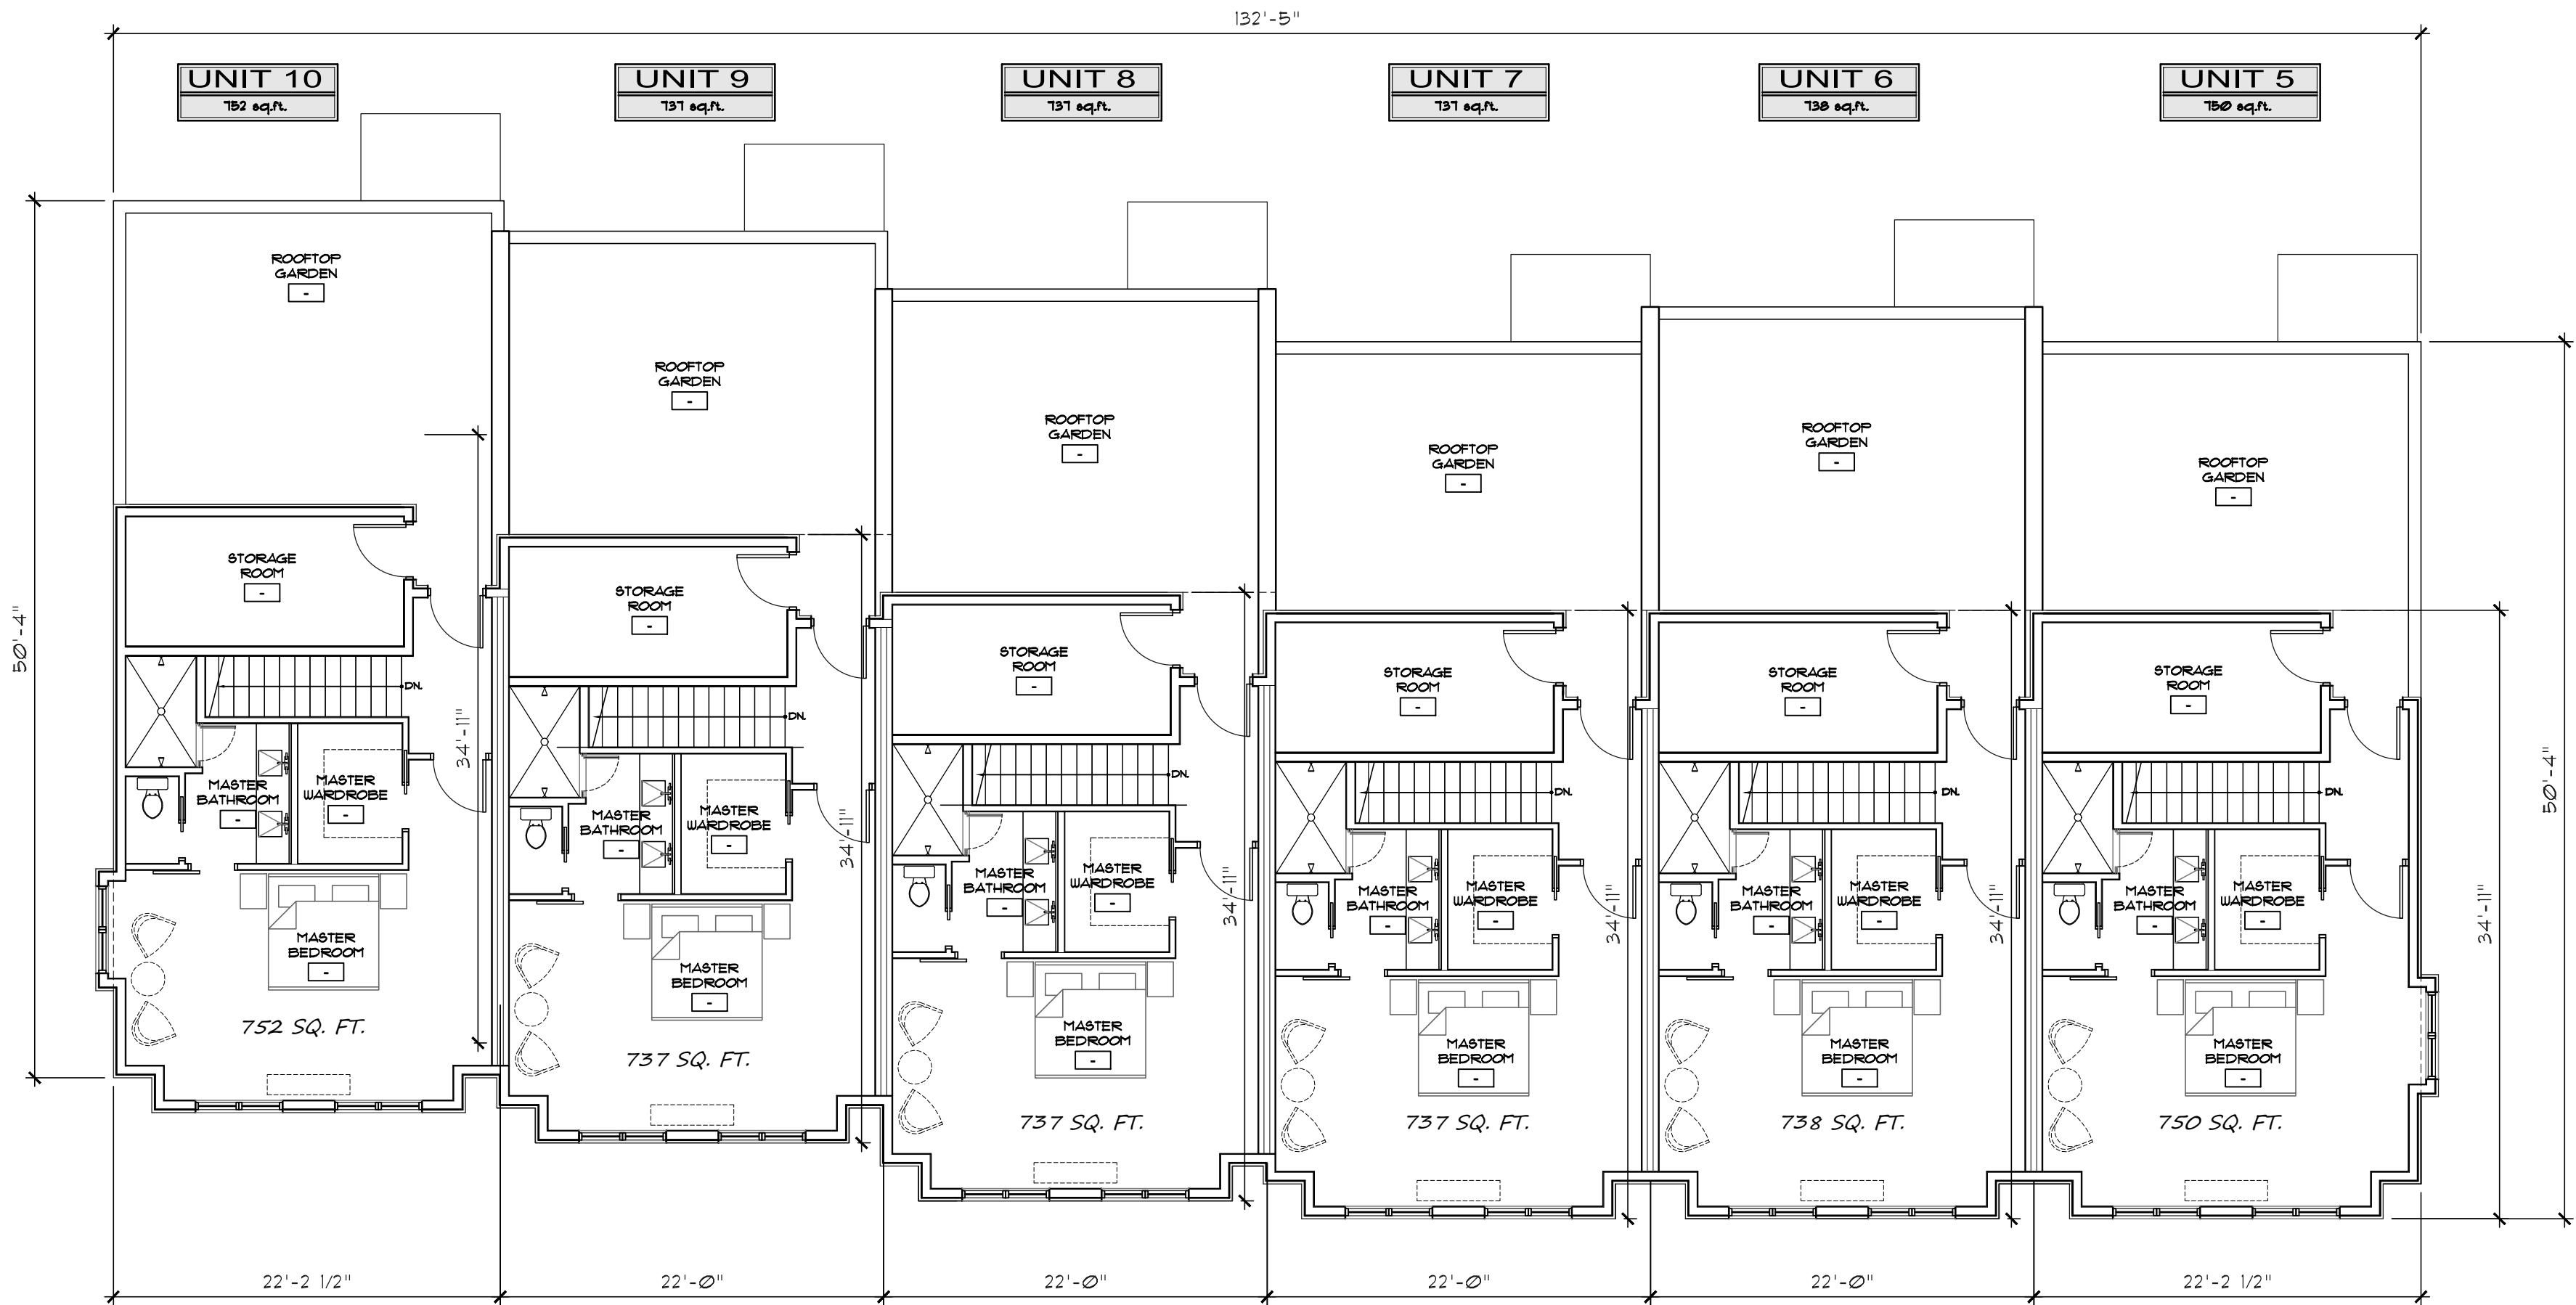 132'-5"
UNIT 10
752 sq.ft.
UNIT 9
737 sq.ft.
UNIT 8
737 sq.ft.
UNIT 7
737 sq.ft.
UNIT 6
738 sq.ft.
UNIT 5
750 sq.ft.
50'-4"
ROOFTOP
GARDEN
-
STORAGE
ROOM
-
DN.
34'-11"
MASTER
BATHROOM
-
MASTER
WARDROBE
-
MASTER
BEDROOM
-
752 SQ. FT.
ROOFTOP
GARDEN
-
STORAGE
ROOM
-
DN.
34'-11"
MASTER
BATHROOM
-
MASTER
WARDROBE
-
MASTER
BEDROOM
-
737 SQ. FT.
ROOFTOP
GARDEN
-
STORAGE
ROOM
-
DN.
34'-11"
MASTER
BATHROOM
-
MASTER
WARDROBE
-
MASTER
BEDROOM
-
737 SQ. FT.
ROOFTOP
GARDEN
-
STORAGE
ROOM
-
DN.
34'-11"
MASTER
BATHROOM
-
MASTER
WARDROBE
-
MASTER
BEDROOM
-
737 SQ. FT.
ROOFTOP
GARDEN
-
STORAGE
ROOM
-
DN.
34'-11"
MASTER
BATHROOM
-
MASTER
WARDROBE
-
MASTER
BEDROOM
-
738 SQ. FT.
ROOFTOP
GARDEN
-
STORAGE
ROOM
-
DN.
34'-11"
MASTER
BATHROOM
-
MASTER
WARDROBE
-
MASTER
BEDROOM
-
750 SQ. FT.
50'-4"
22'-2 1/2"
22'-0"
22'-0"
22'-0"
22'-0"
22'-2 1/2"